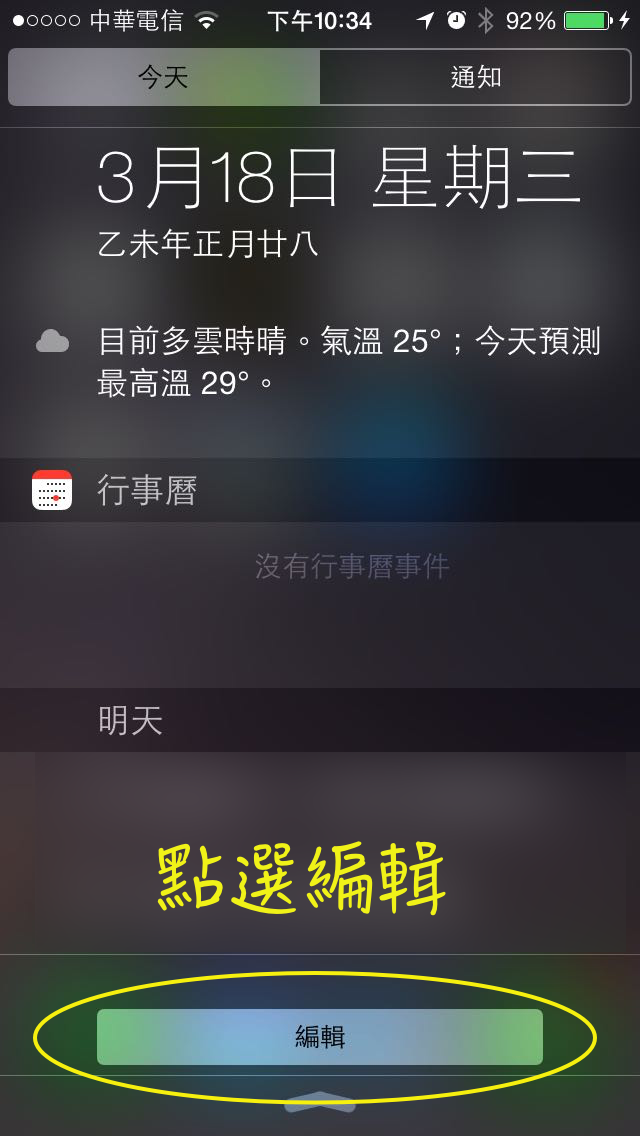 中華電信 下午10:34 92%
今天 通知
3月18日 星期三
乙未年正月廿八
目前多雲時晴。氣溫 25°；今天預測
最高溫 29°。
行事曆
沒有行事曆事件
明天
點選編輯
編輯